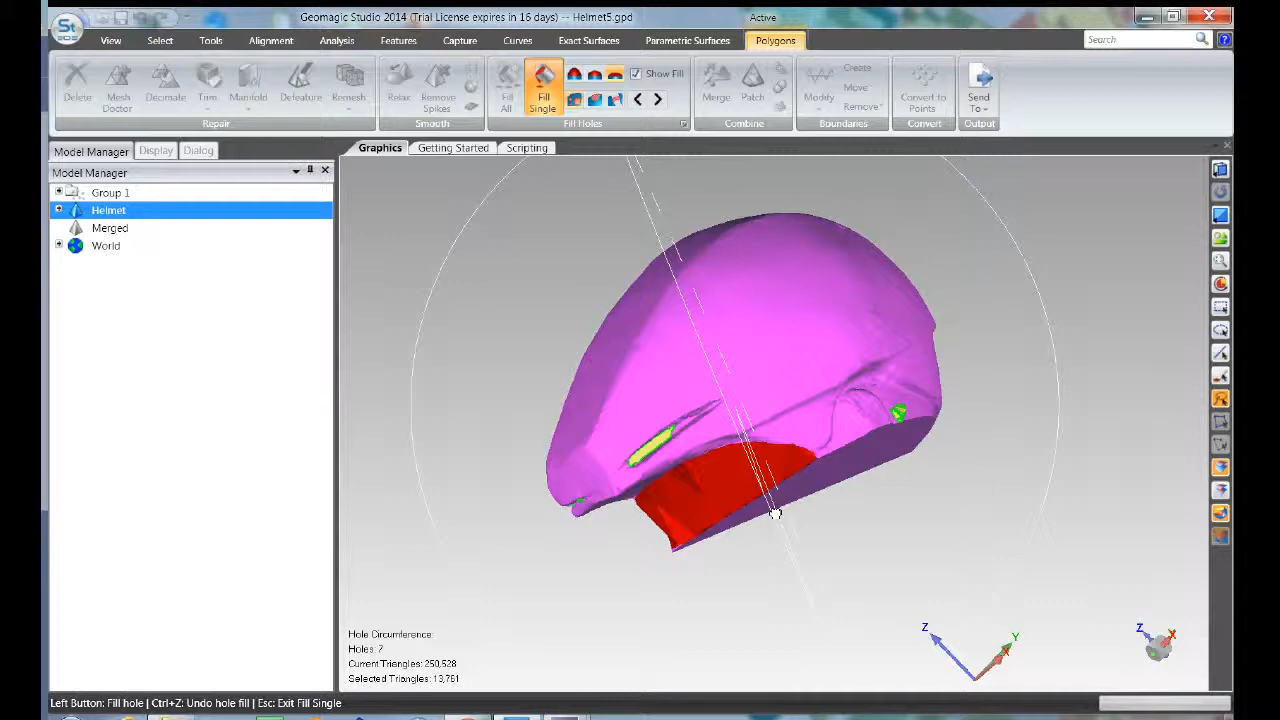 Geomagic Studio 2014 (Trial License expires in 16 days) -- Helmet5.gpd
Active
St
View Select Tools Alignment Analysis Features Capture Curves Exact Surfaces Parametric Surfaces Polygons
Search
Delete
Mesh Doctor
Decimate
Trim
Manifold
Defeature
Remesh
Repair
Relax
Remove Spikes
Smooth
Fill All
Fill Single
Show Fill
Fill Holes
Merge
Patch
Combine
Modify
Create
Move
Remove
Boundaries
Convert to Points
Convert
Send To
Output
Model Manager Display Dialog
Graphics Getting Started Scripting
Model Manager
Group 1
Helmet
Merged
World
Hole Circumference:
Holes: 7
Current Triangles: 250,528
Selected Triangles: 13,761
Z
Y
X
Z
X
Left Button: Fill hole | Ctrl+Z: Undo hole fill | Esc: Exit Fill Single